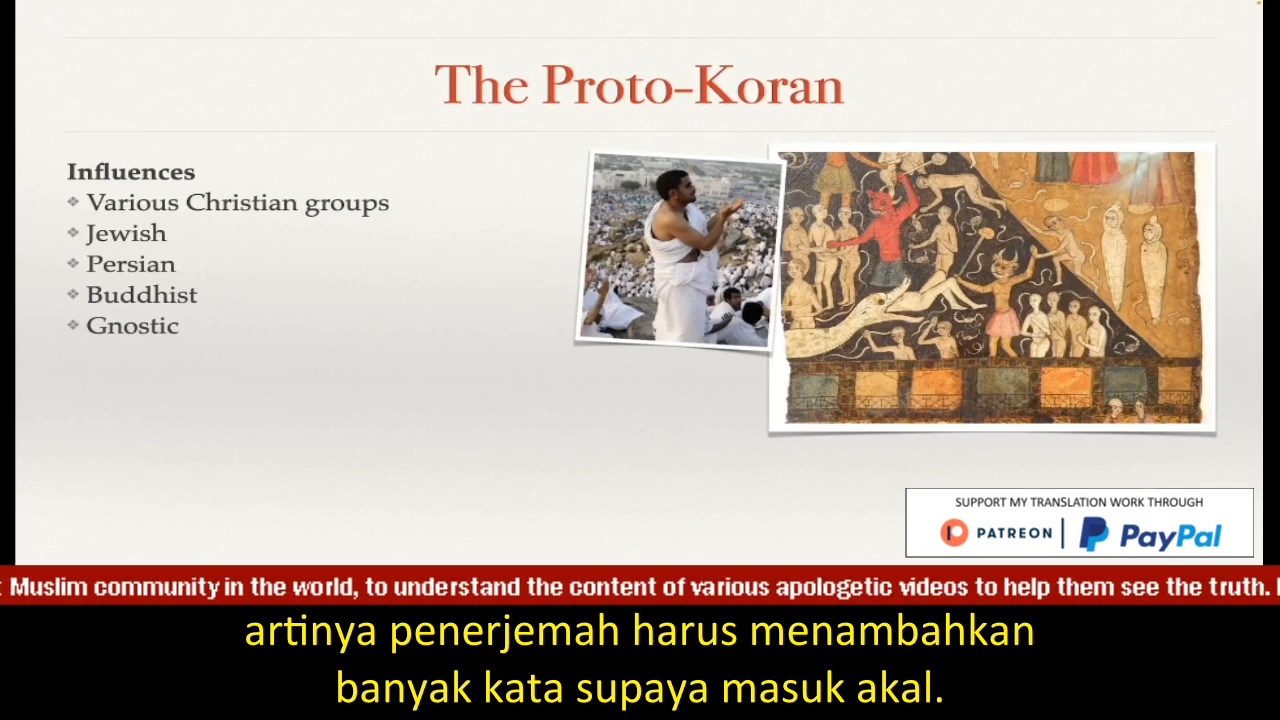 The Proto-Koran
Influences
Various Christian groups
Jewish
Persian
Buddhist
Gnostic
SUPPORT MY TRANSLATION WORK THROUGH
PATREON | PayPal
Muslim community in the world, to understand the content of various apologetic videos to help them see the truth.
artinya penerjemah harus menambahkan
banyak kata supaya masuk akal.